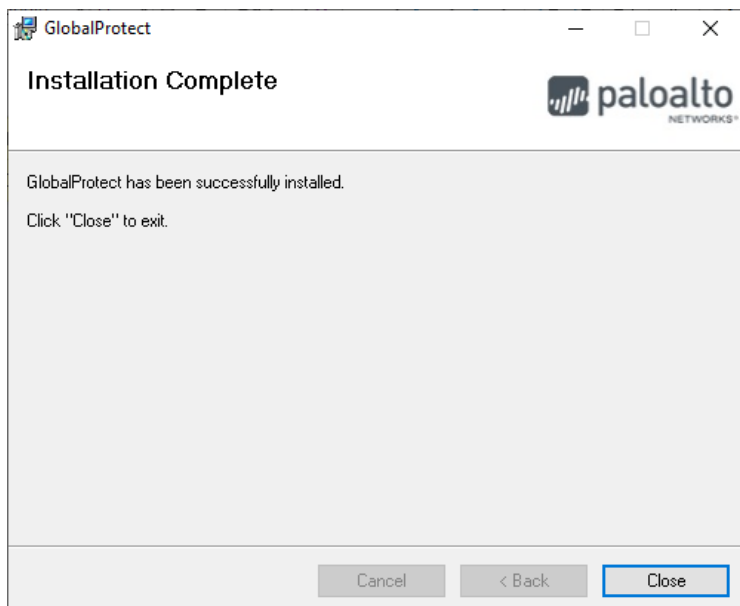 GlobalProtect
Installation Complete
paloalto
NETWORKS®
GlobalProtect has been successfully installed.
Click "Close" to exit.
Cancel
< Back
Close